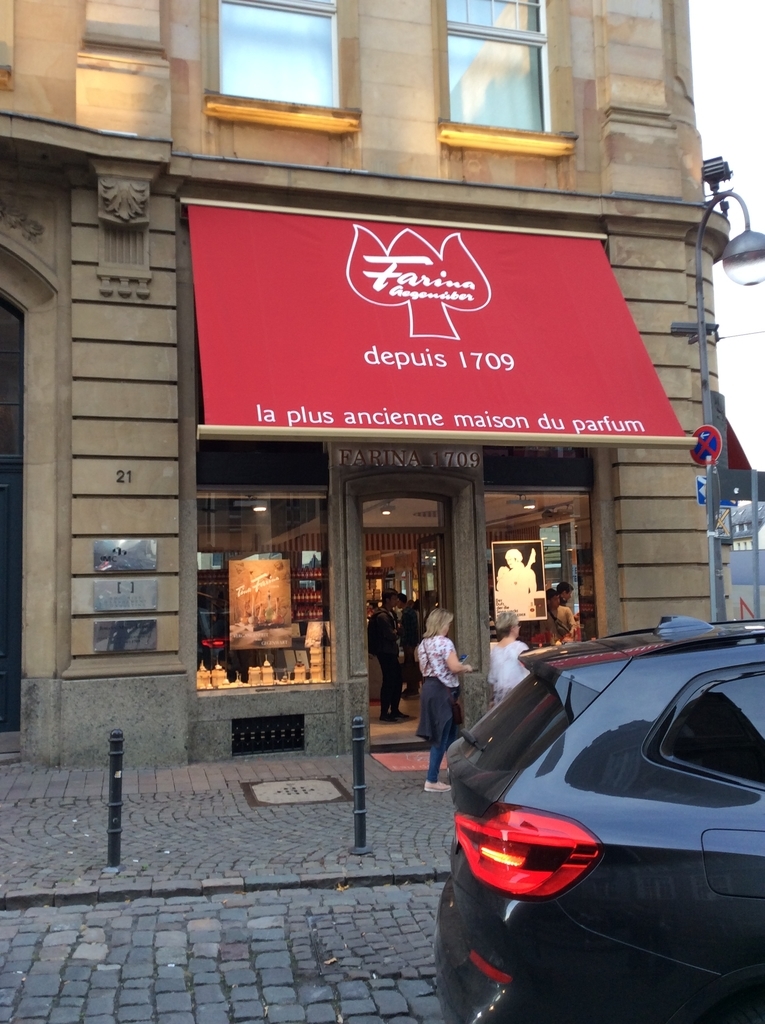 Farina
gegenüber
depuis 1709
la plus ancienne maison du parfum
FARINA 1709
21